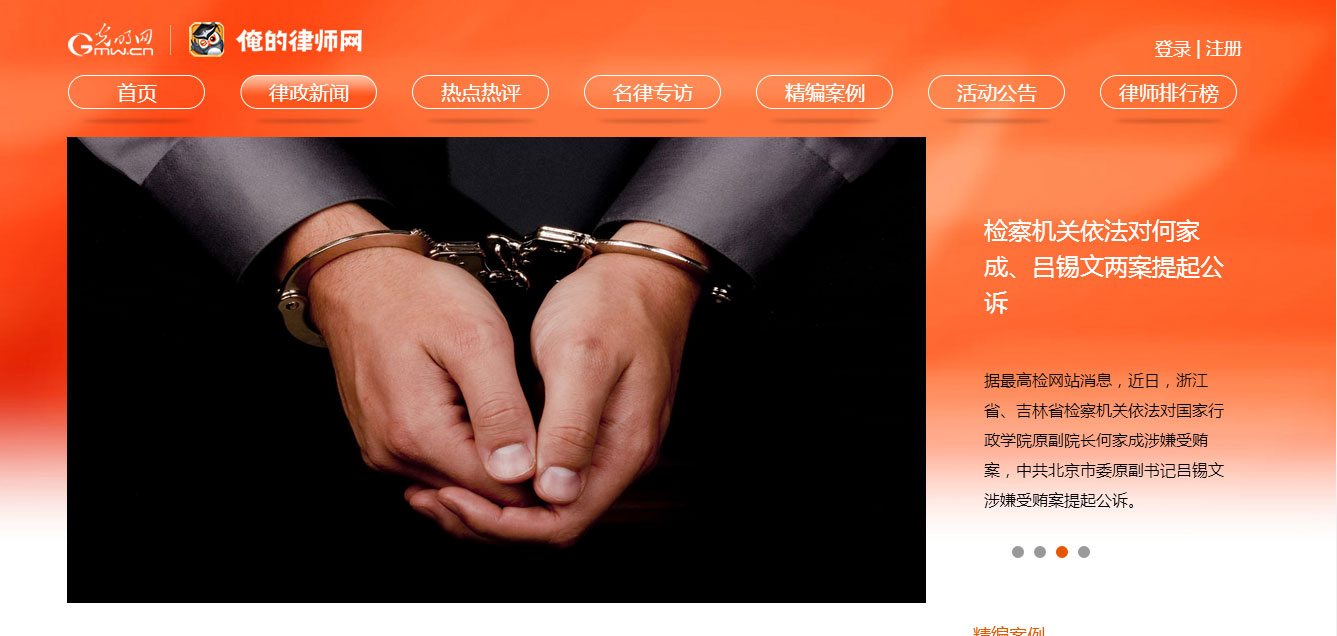 光明网
GMW.CN
俺的律师网
登录 | 注册
首页
律政新闻
热点热评
名律专访
精编案例
活动公告
律师排行榜
检察机关依法对何家
成、吕锡文两案提起公
诉
据最高检网站消息，近日，浙江
省、吉林省检察机关依法对国家行
政学院原副院长何家成涉嫌受贿
案，中共北京市委原副书记吕锡文
涉嫌受贿案提起公诉。
精编案例